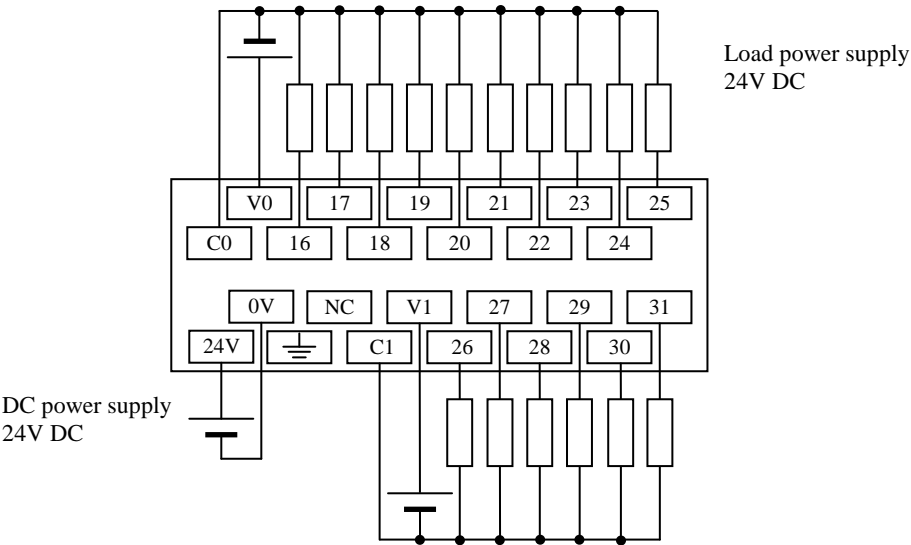 Load power supply
24V DC
V0 17 19 21 23 25
C0 16 18 20 22 24
0V NC V1 27 29 31
24V C1 26 28 30
DC power supply
24V DC